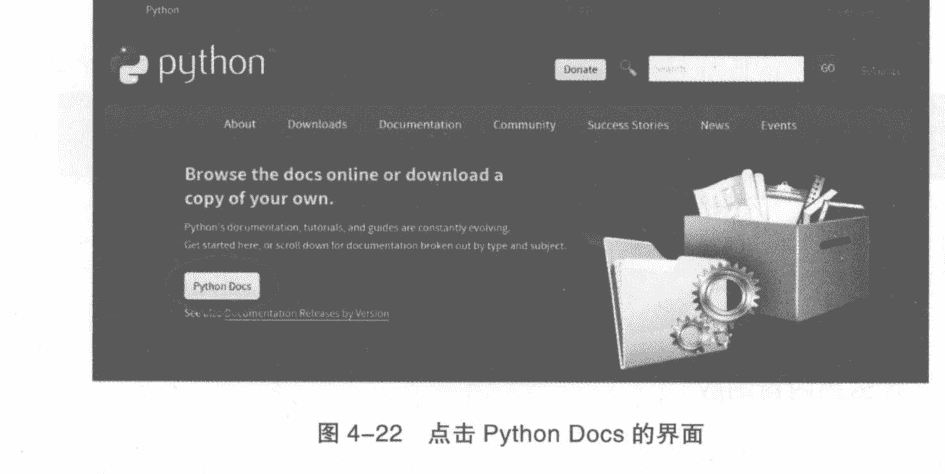 Python
python
Donate
Search
GO
About Downloads Documentation Community Success Stories News Events
Browse the docs online or download a
copy of your own.
Python's documentation, tutorials, and guides are constantly evolving.
Get started here, or scroll down for documentation broken out by type and subject.
Python Docs
See also Documentation Releases by Version
图 4-22 点击 Python Docs 的界面